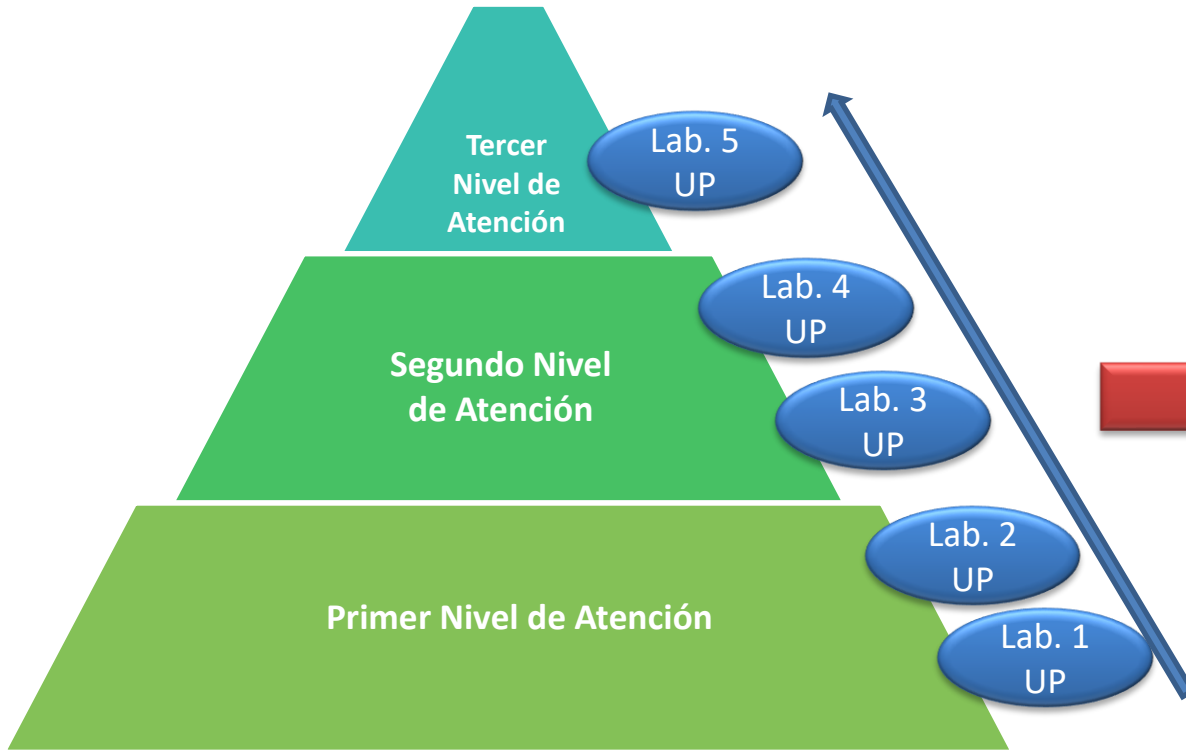 Tercer
Nivel de
Atención
Lab. 5
UP
Lab. 4
UP
Segundo Nivel
de Atención
Lab. 3
UP
Lab. 2
UP
Primer Nivel de Atención
Lab. 1
UP